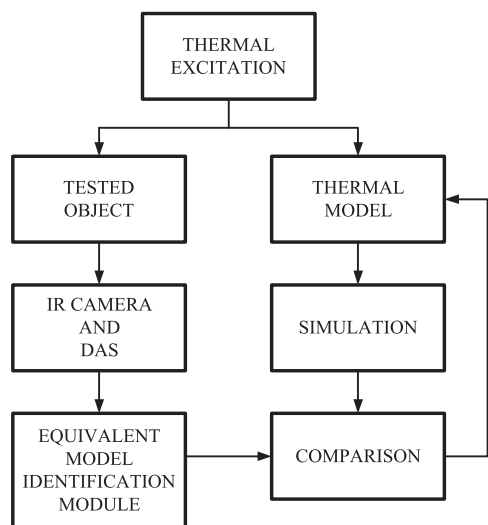 THERMAL
EXCITATION
TESTED
OBJECT
THERMAL
MODEL
IR CAMERA
AND
DAS
SIMULATION
EQUIVALENT
MODEL
IDENTIFICATION
MODULE
COMPARISON